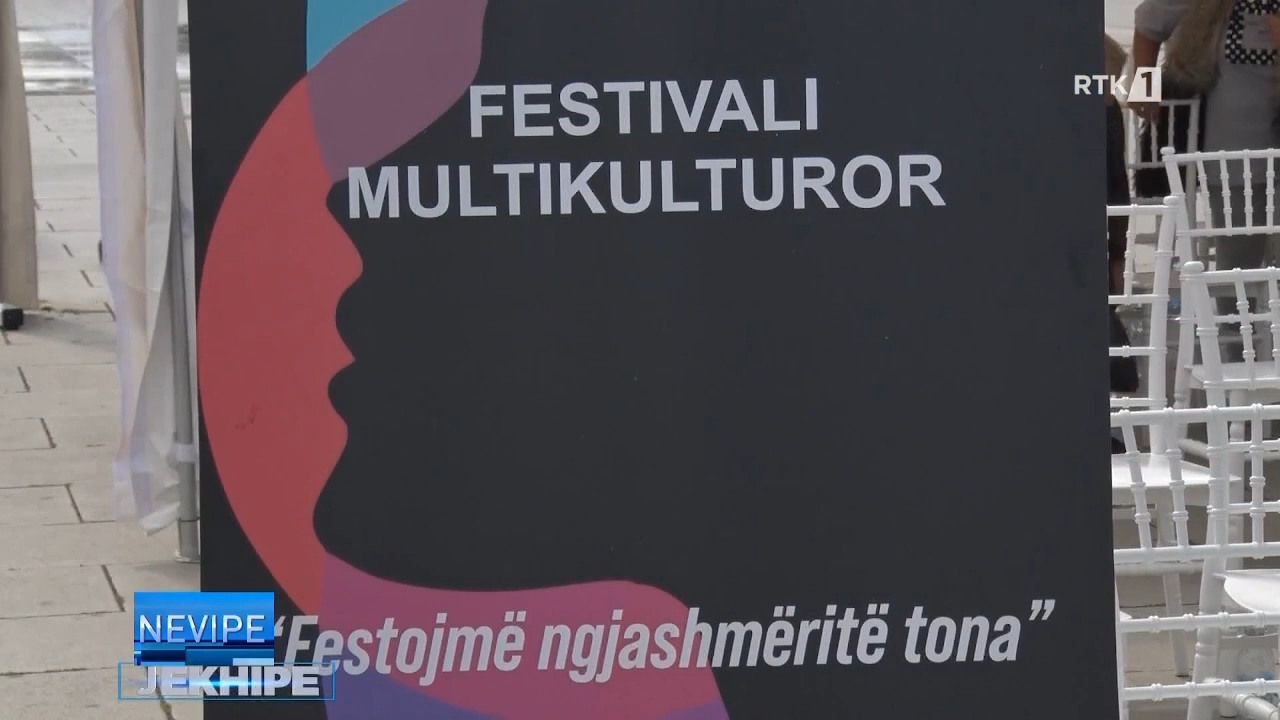 RTK 1
FESTIVALI
MULTIKULTUROR
“Festojmë ngjashmëritë tona”
NEVIPE
JEKHIPE